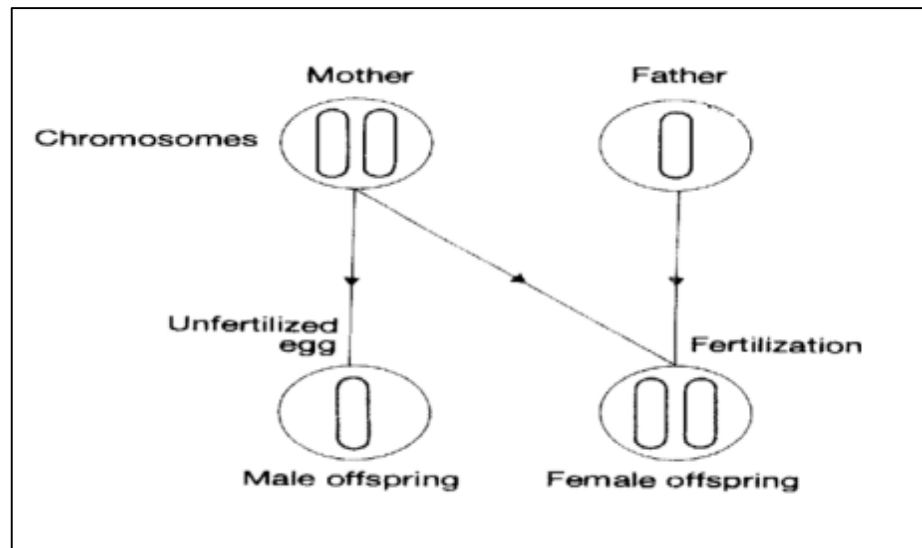 Mother
Father
Chromosomes
Unfertilized
egg
Fertilization
Male offspring
Female offspring